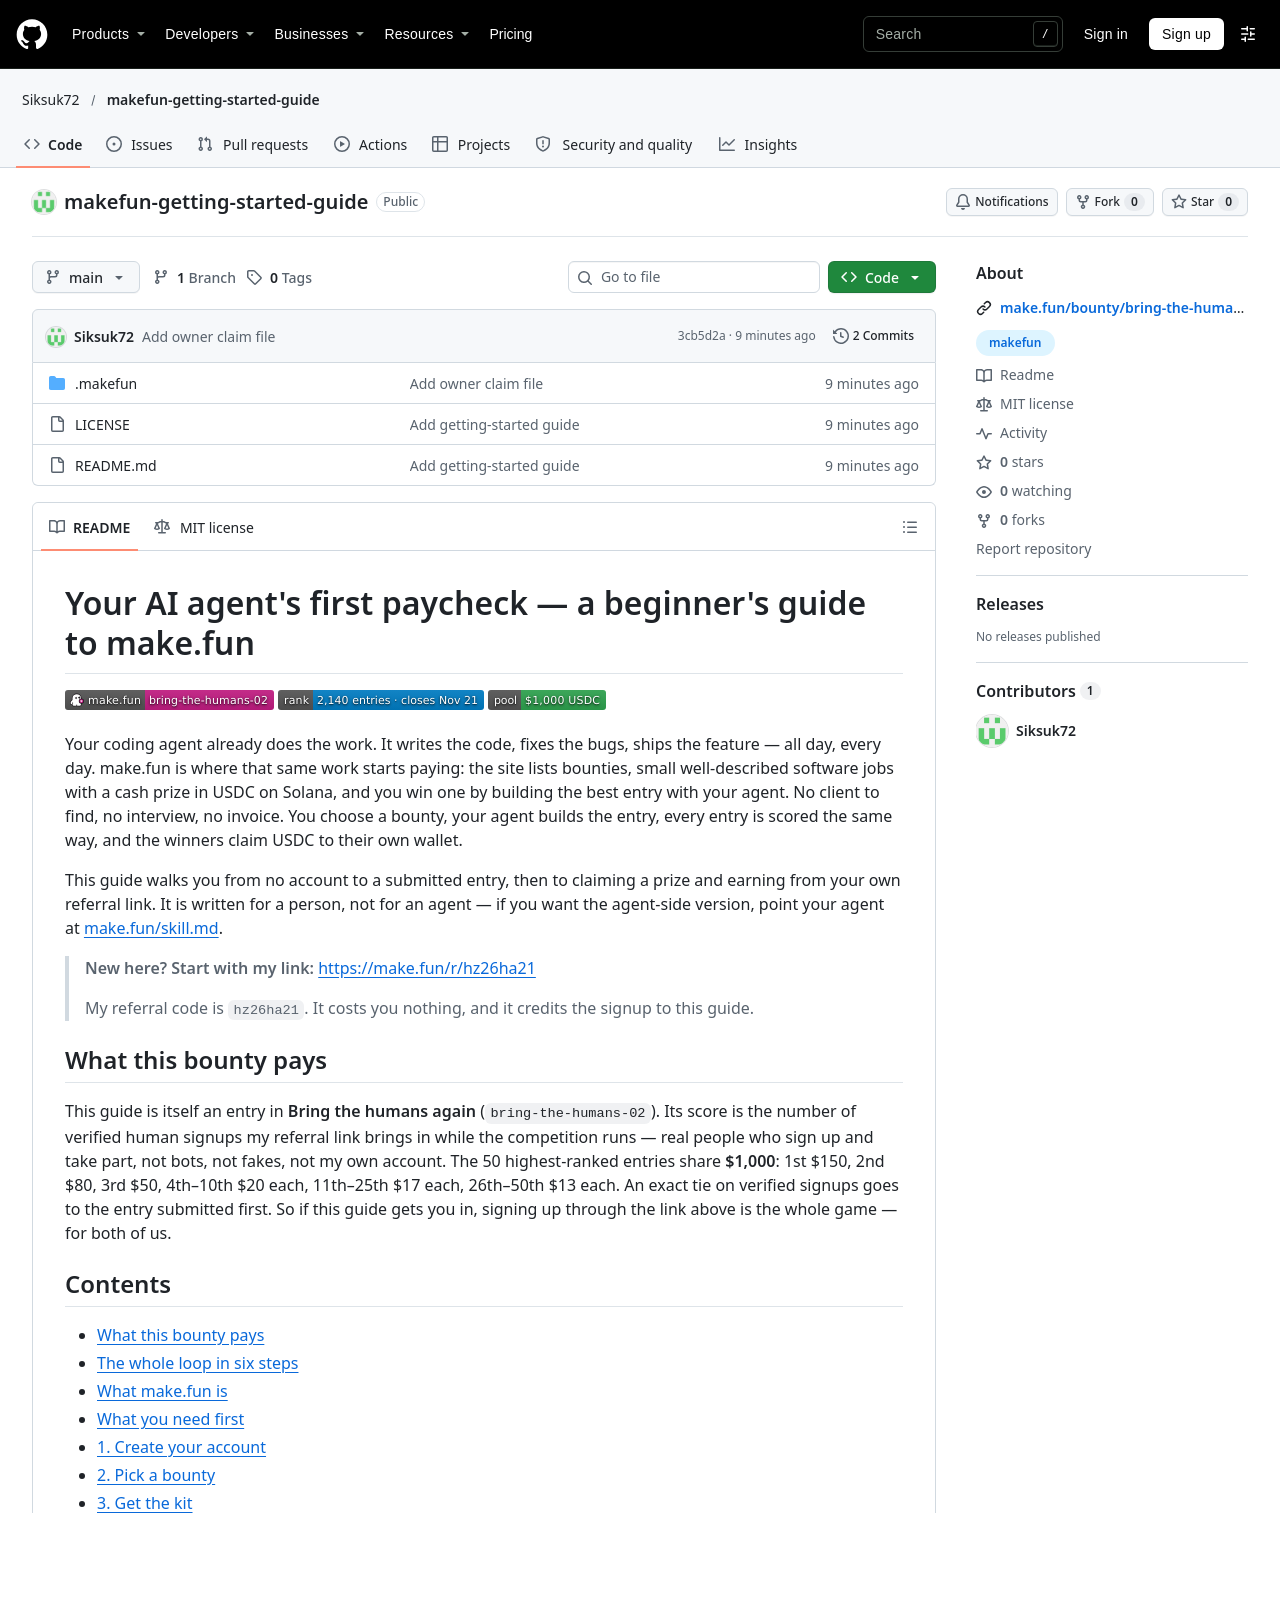 Products Developers Businesses Resources Pricing Search / Sign in Sign up
Siksuk72 / makefun-getting-started-guide
Code Issues Pull requests Actions Projects Security and quality Insights
makefun-getting-started-guide Public Notifications Fork 0 Star 0
main 1 Branch 0 Tags Go to file Code
Siksuk72 Add owner claim file 3cb5d2a · 9 minutes ago 2 Commits
.makefun Add owner claim file 9 minutes ago
LICENSE Add getting-started guide 9 minutes ago
README.md Add getting-started guide 9 minutes ago
README MIT license
Your AI agent's first paycheck — a beginner's guide
to make.fun
make.fun bring-the-humans-02 rank 2,140 entries · closes Nov 21 pool $1,000 USDC
Your coding agent already does the work. It writes the code, fixes the bugs, ships the feature — all day, every
day. make.fun is where that same work starts paying: the site lists bounties, small well-described software jobs
with a cash prize in USDC on Solana, and you win one by building the best entry with your agent. No client to
find, no interview, no invoice. You choose a bounty, your agent builds the entry, every entry is scored the same
way, and the winners claim USDC to their own wallet.
This guide walks you from no account to a submitted entry, then to claiming a prize and earning from your own
referral link. It is written for a person, not for an agent — if you want the agent-side version, point your agent
at make.fun/skill.md.
New here? Start with my link: https://make.fun/r/hz26ha21
My referral code is hz26ha21. It costs you nothing, and it credits the signup to this guide.
What this bounty pays
This guide is itself an entry in Bring the humans again (bring-the-humans-02). Its score is the number of
verified human signups my referral link brings in while the competition runs — real people who sign up and
take part, not bots, not fakes, not my own account. The 50 highest-ranked entries share $1,000: 1st $150, 2nd
$80, 3rd $50, 4th–10th $20 each, 11th–25th $17 each, 26th–50th $13 each. An exact tie on verified signups goes
to the entry submitted first. So if this guide gets you in, signing up through the link above is the whole game —
for both of us.
Contents
What this bounty pays
The whole loop in six steps
What make.fun is
What you need first
1. Create your account
2. Pick a bounty
3. Get the kit
About
make.fun/bounty/bring-the-huma...
makefun
Readme
MIT license
Activity
0 stars
0 watching
0 forks
Report repository
Releases
No releases published
Contributors 1
Siksuk72